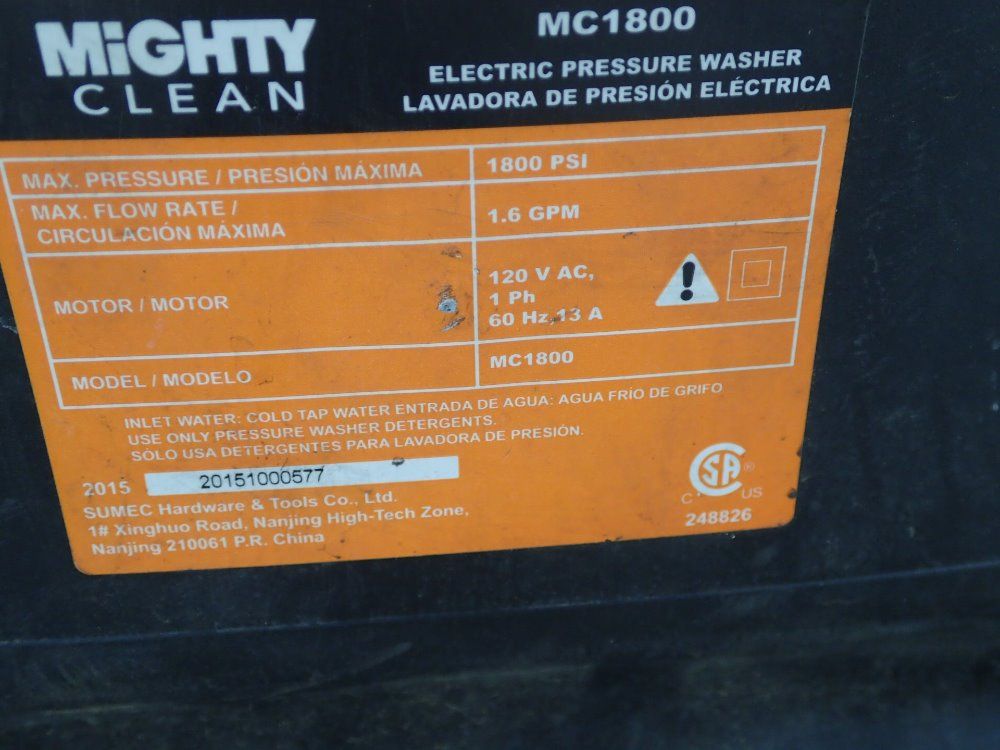 MiGHTY
CLEAN
MC1800
ELECTRIC PRESSURE WASHER
LAVADORA DE PRESIÓN ELÉCTRICA
MAX. PRESSURE / PRESIÓN MÁXIMA 1800 PSI
MAX. FLOW RATE /
CIRCULACIÓN MÁXIMA
1.6 GPM
MOTOR / MOTOR
120 V AC,
1 Ph
60 Hz,13 A
MODEL / MODELO MC1800
INLET WATER: COLD TAP WATER ENTRADA DE AGUA: AGUA FRÍO DE GRIFO
USE ONLY PRESSURE WASHER DETERGENTS.
SÓLO USA DETERGENTES PARA LAVADORA DE PRESIÓN.
2015 20151000577
SUMEC Hardware & Tools Co., Ltd.
1# Xinghuo Road, Nanjing High-Tech Zone,
Nanjing 210061 P.R. China
CSA ®
C US
248826